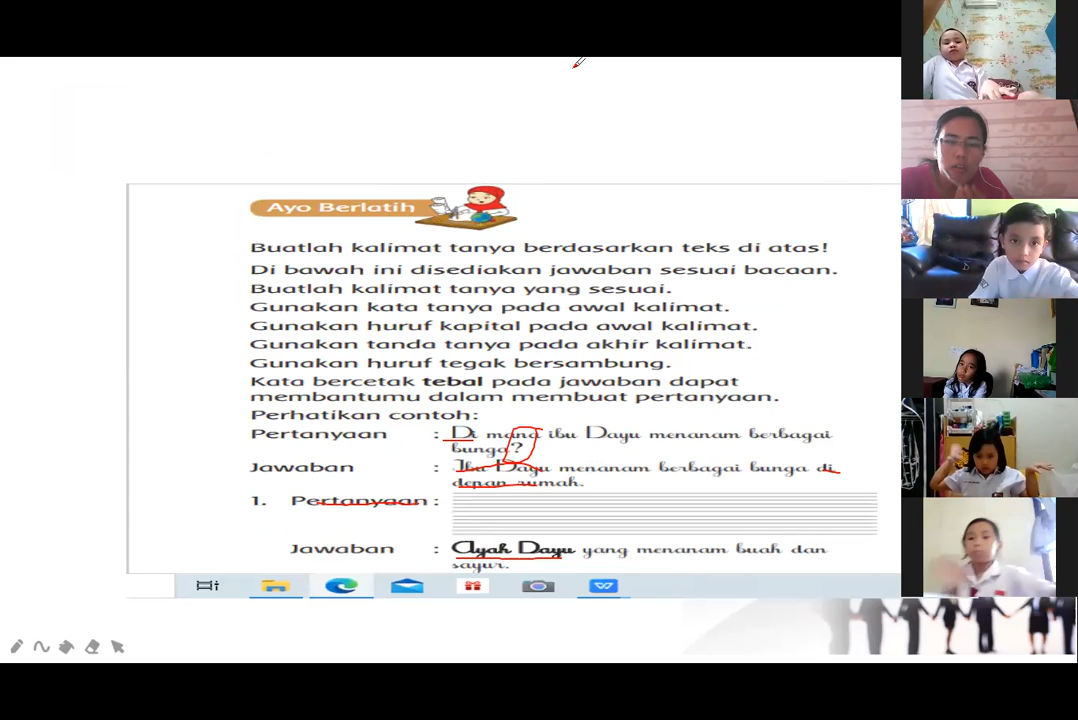 Ayo Berlatih
Buatlah kalimat tanya berdasarkan teks di atas!
Di bawah ini disediakan jawaban sesuai bacaan.
Buatlah kalimat tanya yang sesuai.
Gunakan kata tanya pada awal kalimat.
Gunakan huruf kapital pada awal kalimat.
Gunakan tanda tanya pada akhir kalimat.
Gunakan huruf tegak bersambung.
Kata bercetak tebal pada jawaban dapat
membantumu dalam membuat pertanyaan.
Perhatikan contoh:
Pertanyaan : Di mana ibu Dayu menanam berbagai
bunga?
Jawaban : Ibu Dayu menanam berbagai bunga di
depan rumah.
1. Pertanyaan :
Jawaban : Ayah Dayu yang menanam buah dan
sayur.